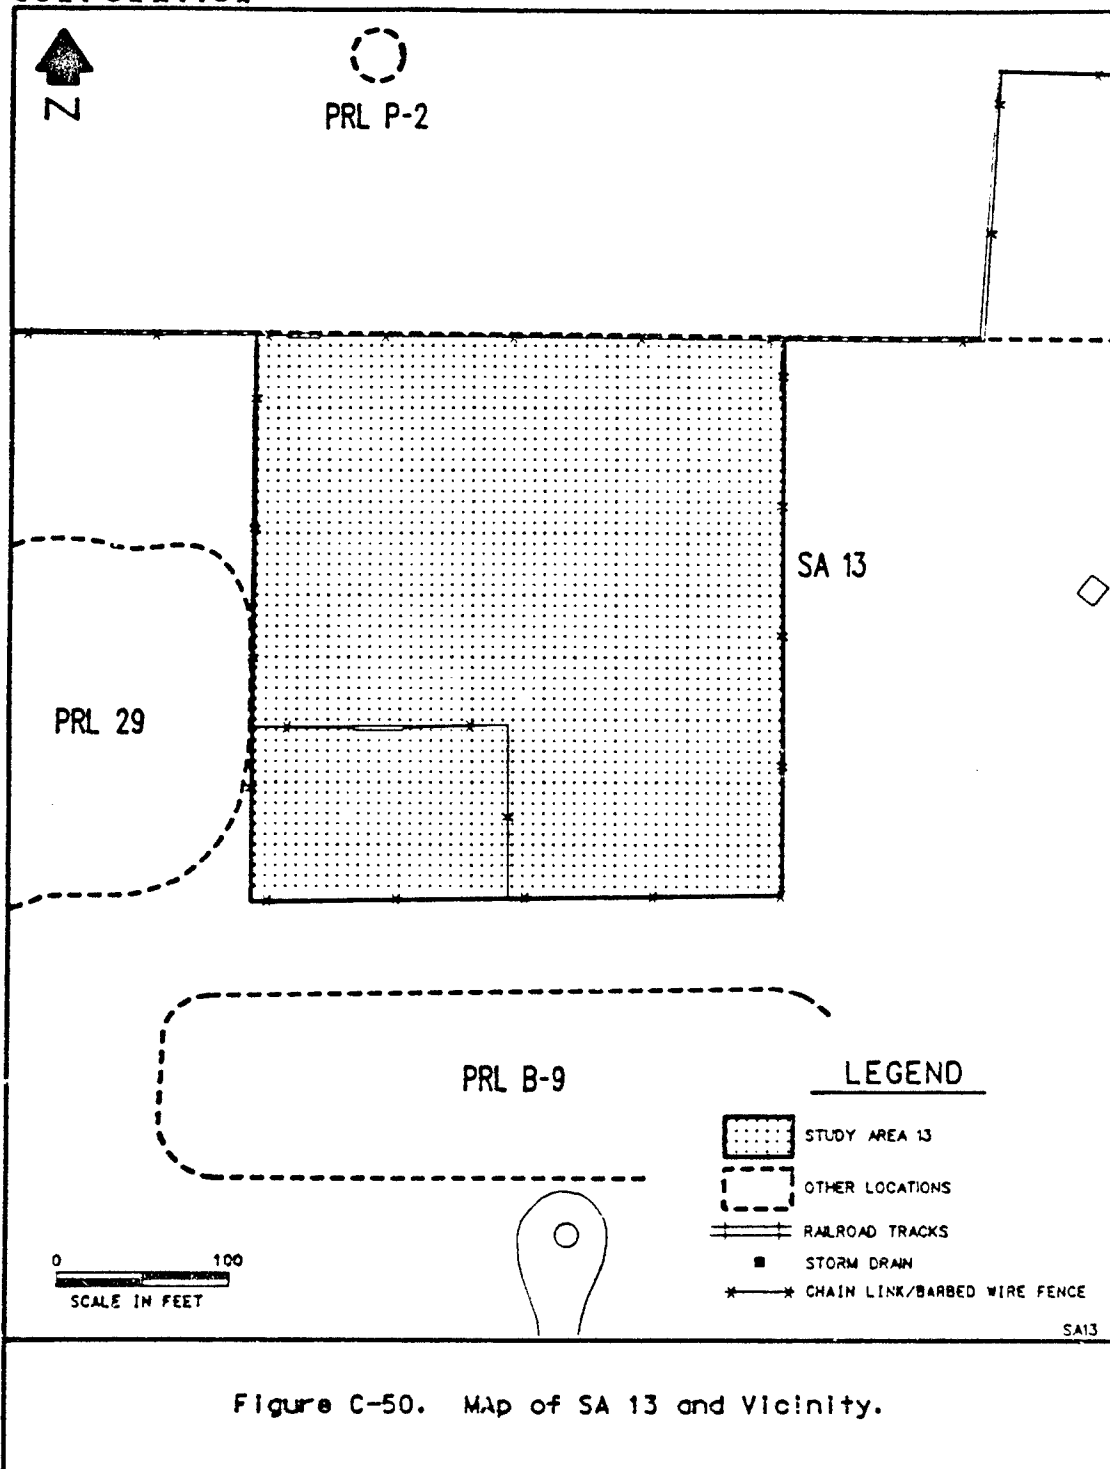 N
PRL P-2
SA 13
PRL 29
PRL B-9
LEGEND
STUDY AREA 13
OTHER LOCATIONS
RAILROAD TRACKS
STORM DRAIN
CHAIN LINK/BARBED WIRE FENCE
0 100
SCALE IN FEET
SA13
Figure C-50. Map of SA 13 and Vicinity.